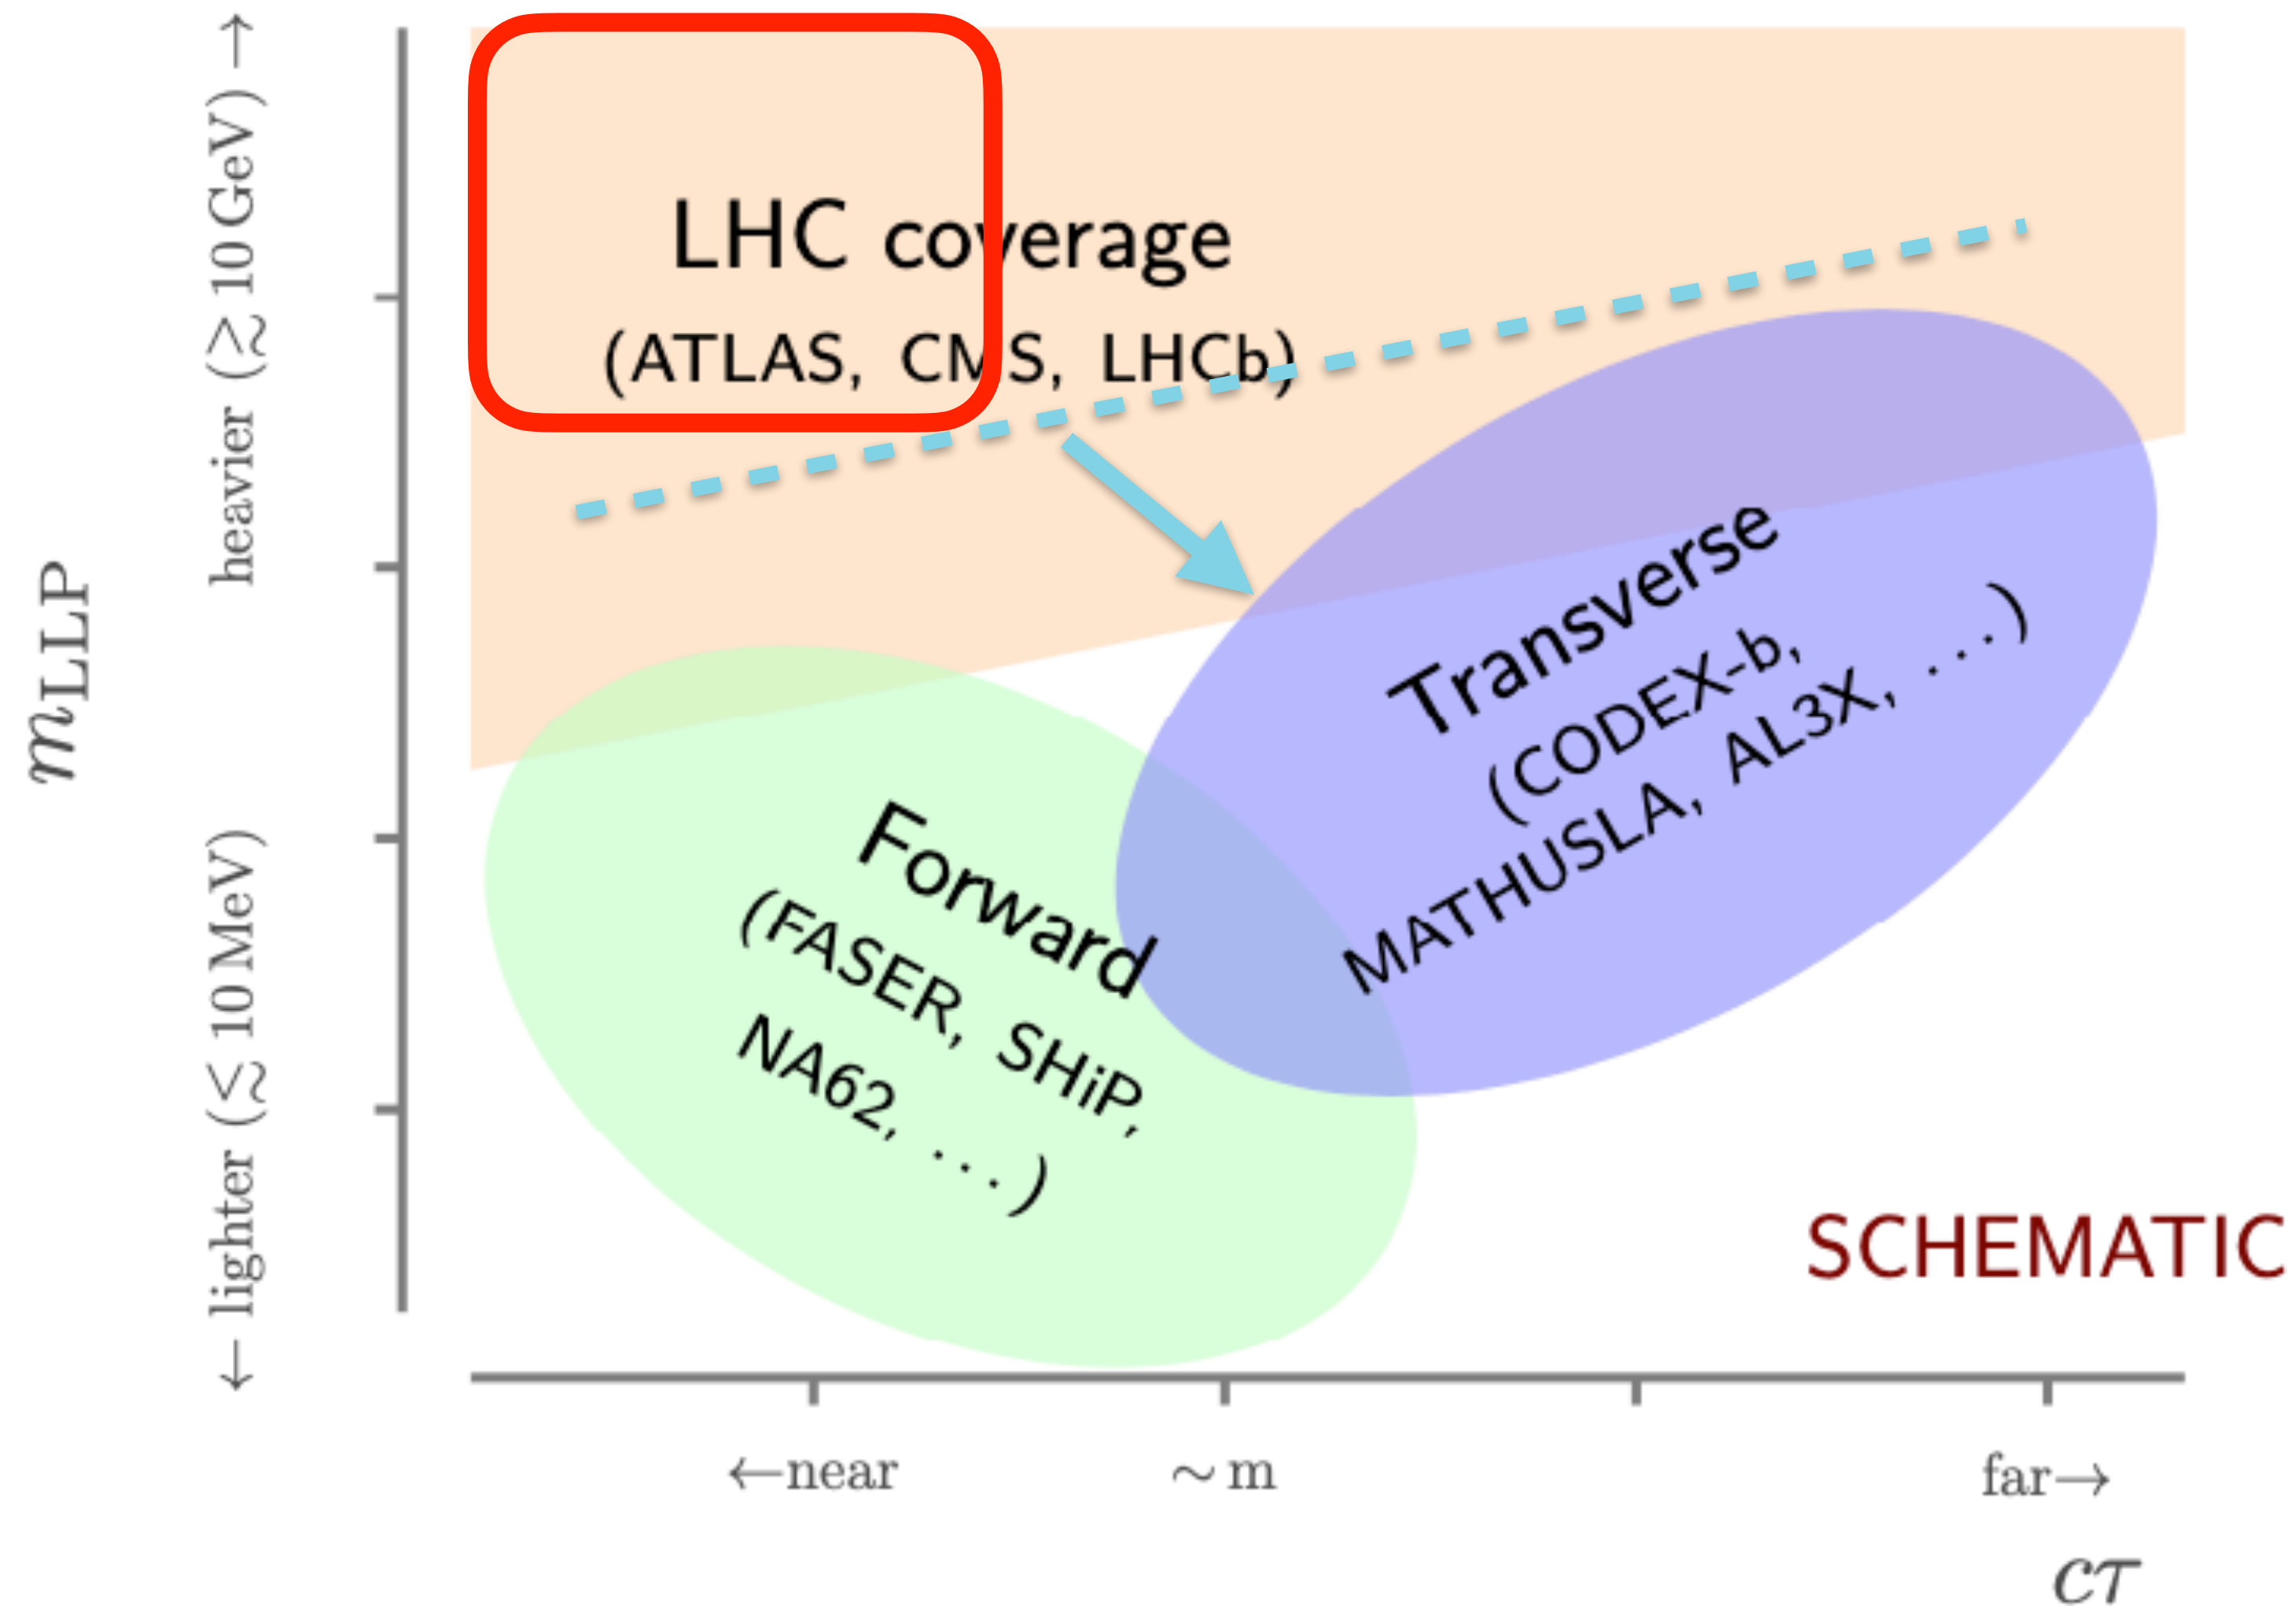 m_LLP
← lighter (≲ 10 MeV)
heavier (≳ 10 GeV) →
LHC coverage
(ATLAS, CMS, LHCb)
Transverse
(CODEX-b,
MATHUSLA, AL3X, ...)
Forward
(FASER, SHiP,
NA62, ...)
SCHEMATIC
←near
∼m
far→
cτ